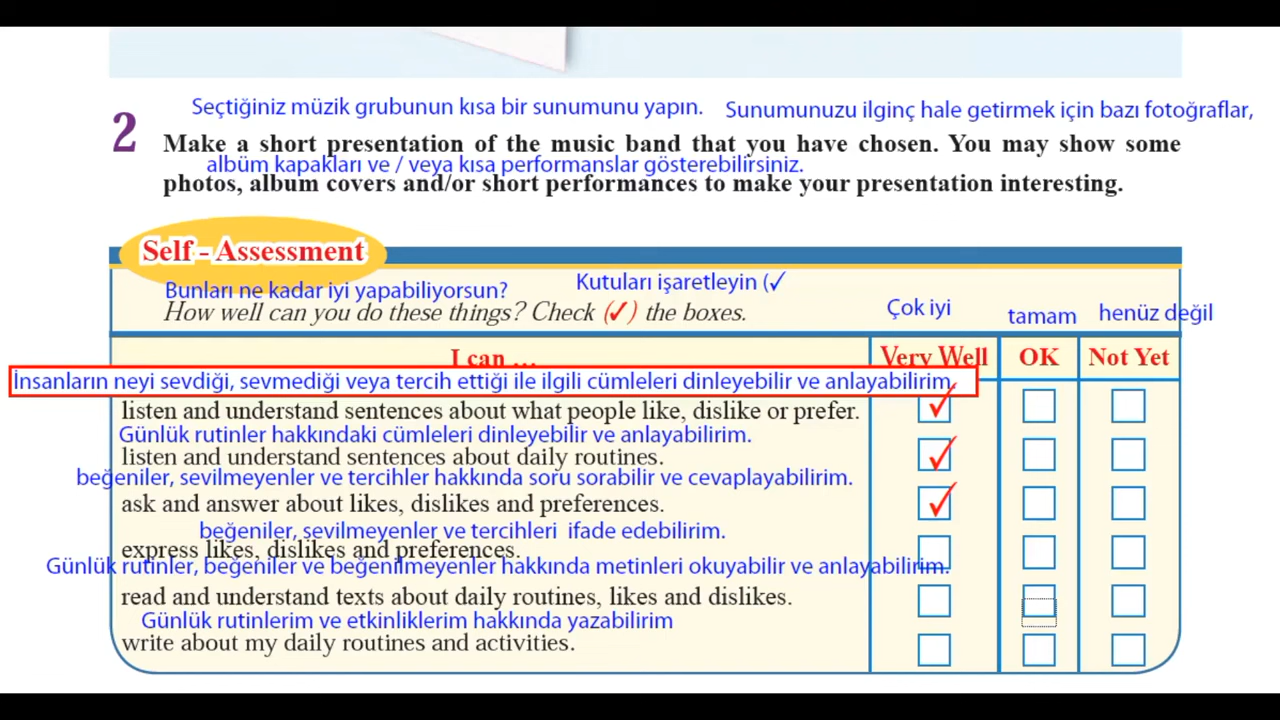 Seçtiğiniz müzik grubunun kısa bir sunumunu yapın. Sunumunuzu ilginç hale getirmek için bazı fotoğraflar,
2 Make a short presentation of the music band that you have chosen. You may show some
albüm kapakları ve / veya kısa performanslar gösterebilirsiniz.
photos, album covers and/or short performances to make your presentation interesting.
Self - Assessment
Bunları ne kadar iyi yapabiliyorsun? Kutuları işaretleyin (✓
How well can you do these things? Check (✓) the boxes.
Çok iyi tamam henüz değil
I can ... Very Well OK Not Yet
İnsanların neyi sevdiği, sevmediği veya tercih ettiği ile ilgili cümleleri dinleyebilir ve anlayabilirim.
listen and understand sentences about what people like, dislike or prefer.
Günlük rutinler hakkındaki cümleleri dinleyebilir ve anlayabilirim.
listen and understand sentences about daily routines.
beğeniler, sevilmeyenler ve tercihler hakkında soru sorabilir ve cevaplayabilirim.
ask and answer about likes, dislikes and preferences.
beğeniler, sevilmeyenler ve tercihleri ifade edebilirim.
express likes, dislikes and preferences.
Günlük rutinler, beğeniler ve beğenilmeyenler hakkında metinleri okuyabilir ve anlayabilirim.
read and understand texts about daily routines, likes and dislikes.
Günlük rutinlerim ve etkinliklerim hakkında yazabilirim
write about my daily routines and activities.